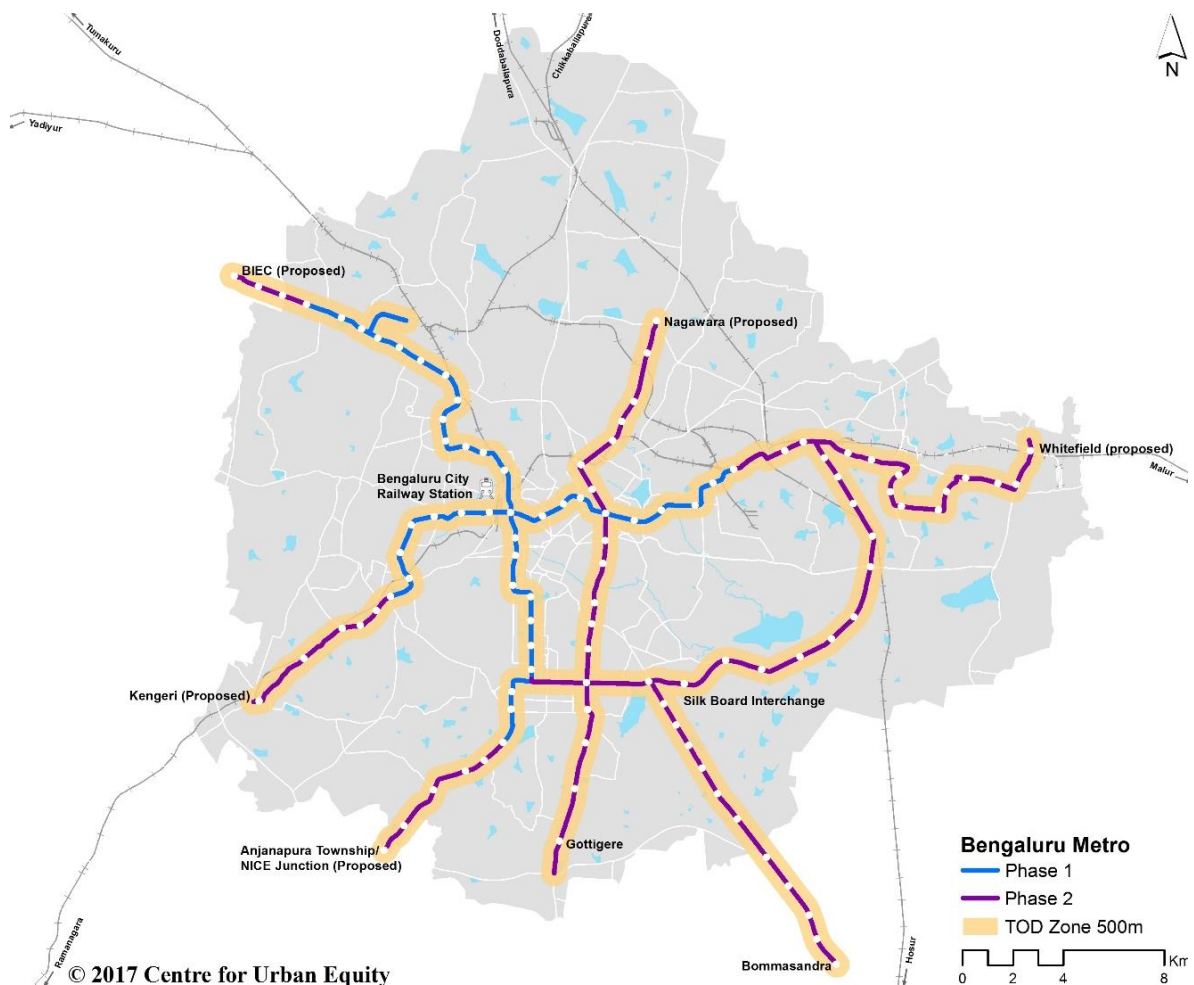 Tumakuru
Doddaballapura
Chikkaballapura
N
Yadiyur
BIEC (Proposed)
Nagawara (Proposed)
Whitefield (proposed)
Malur
Bengaluru City
Railway Station
Kengeri (Proposed)
Silk Board Interchange
Anjanapura Township/
NICE Junction (Proposed)
Gottigere
Bommasandra
Ramanagara
Hosur
Bengaluru Metro
Phase 1
Phase 2
TOD Zone 500m
Km
0 2 4 8
© 2017 Centre for Urban Equity